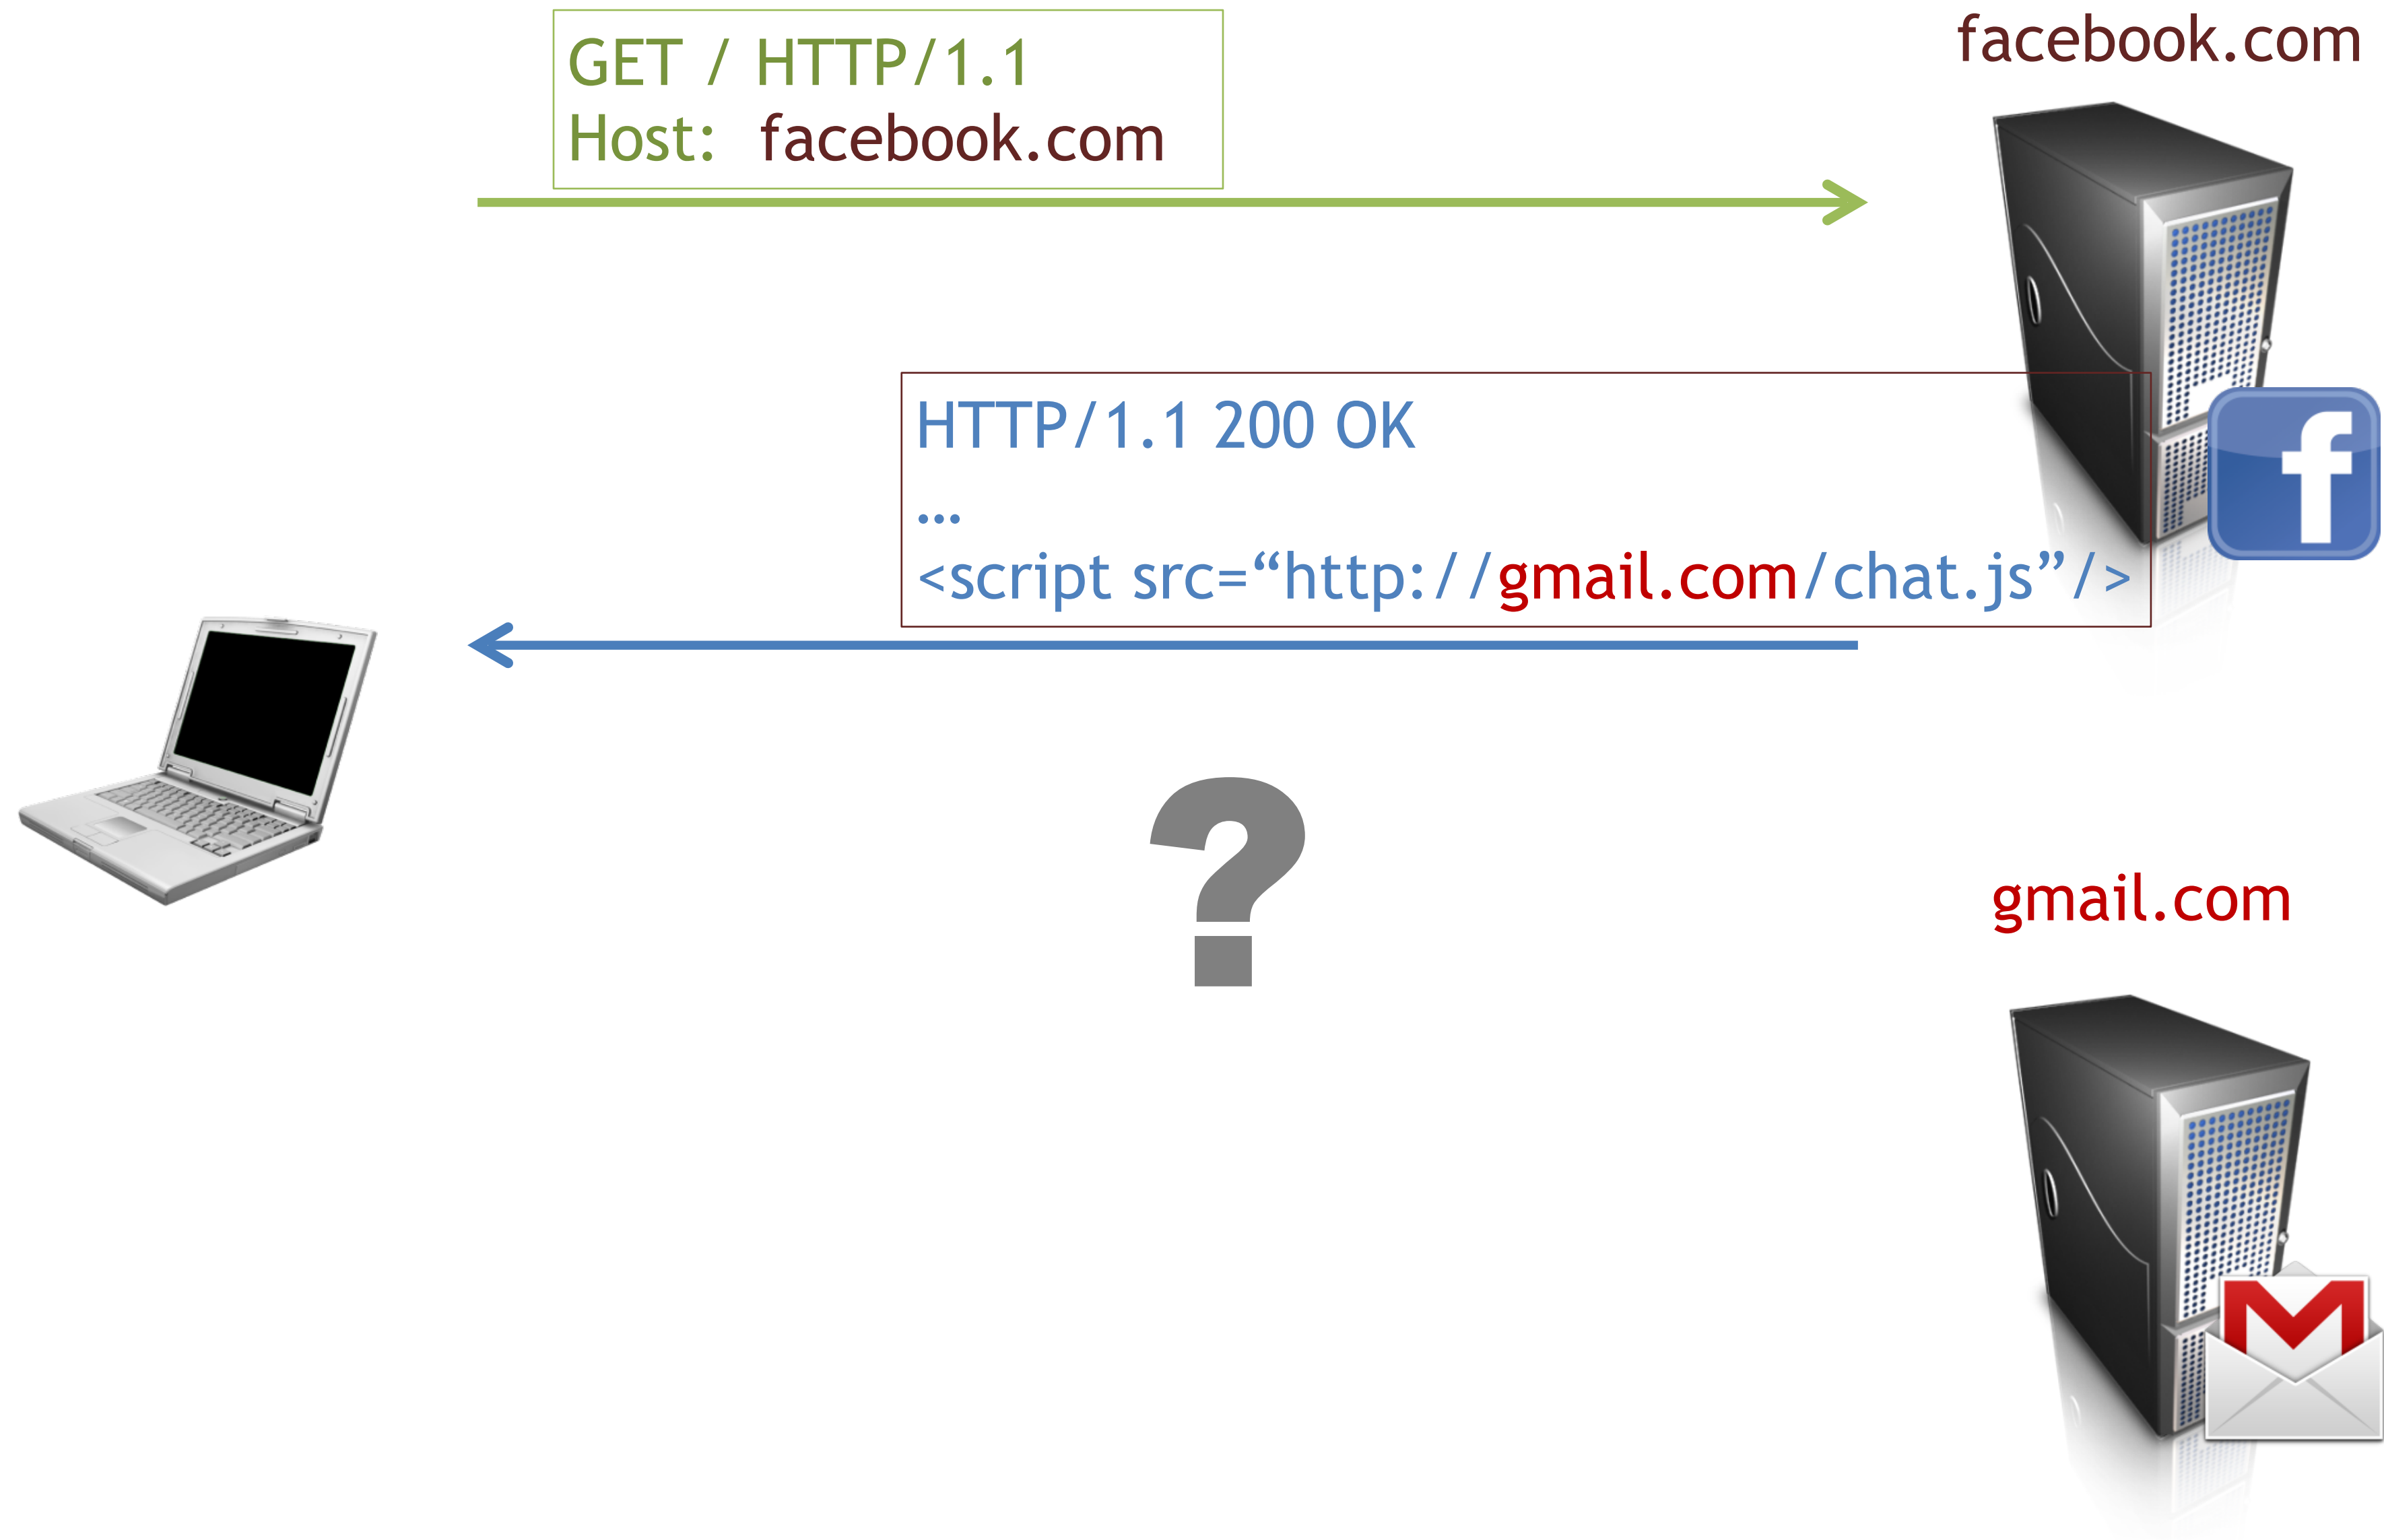 facebook.com
GET / HTTP/1.1
Host: facebook.com
HTTP/1.1 200 OK
…
<script src=“http://gmail.com/chat.js”/>
?
gmail.com